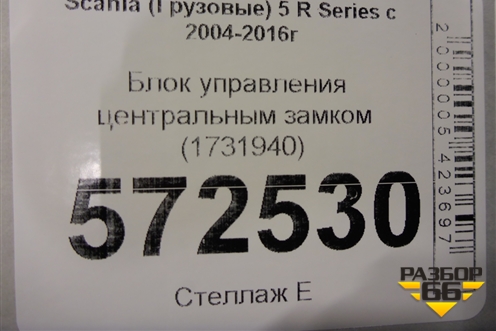 Scania (Грузовые) 5 R Series с
2004-2016г
Блок управления
центральным замком
(1731940)
572530
Стеллаж Е
2000005423697
РАЗБОР
66